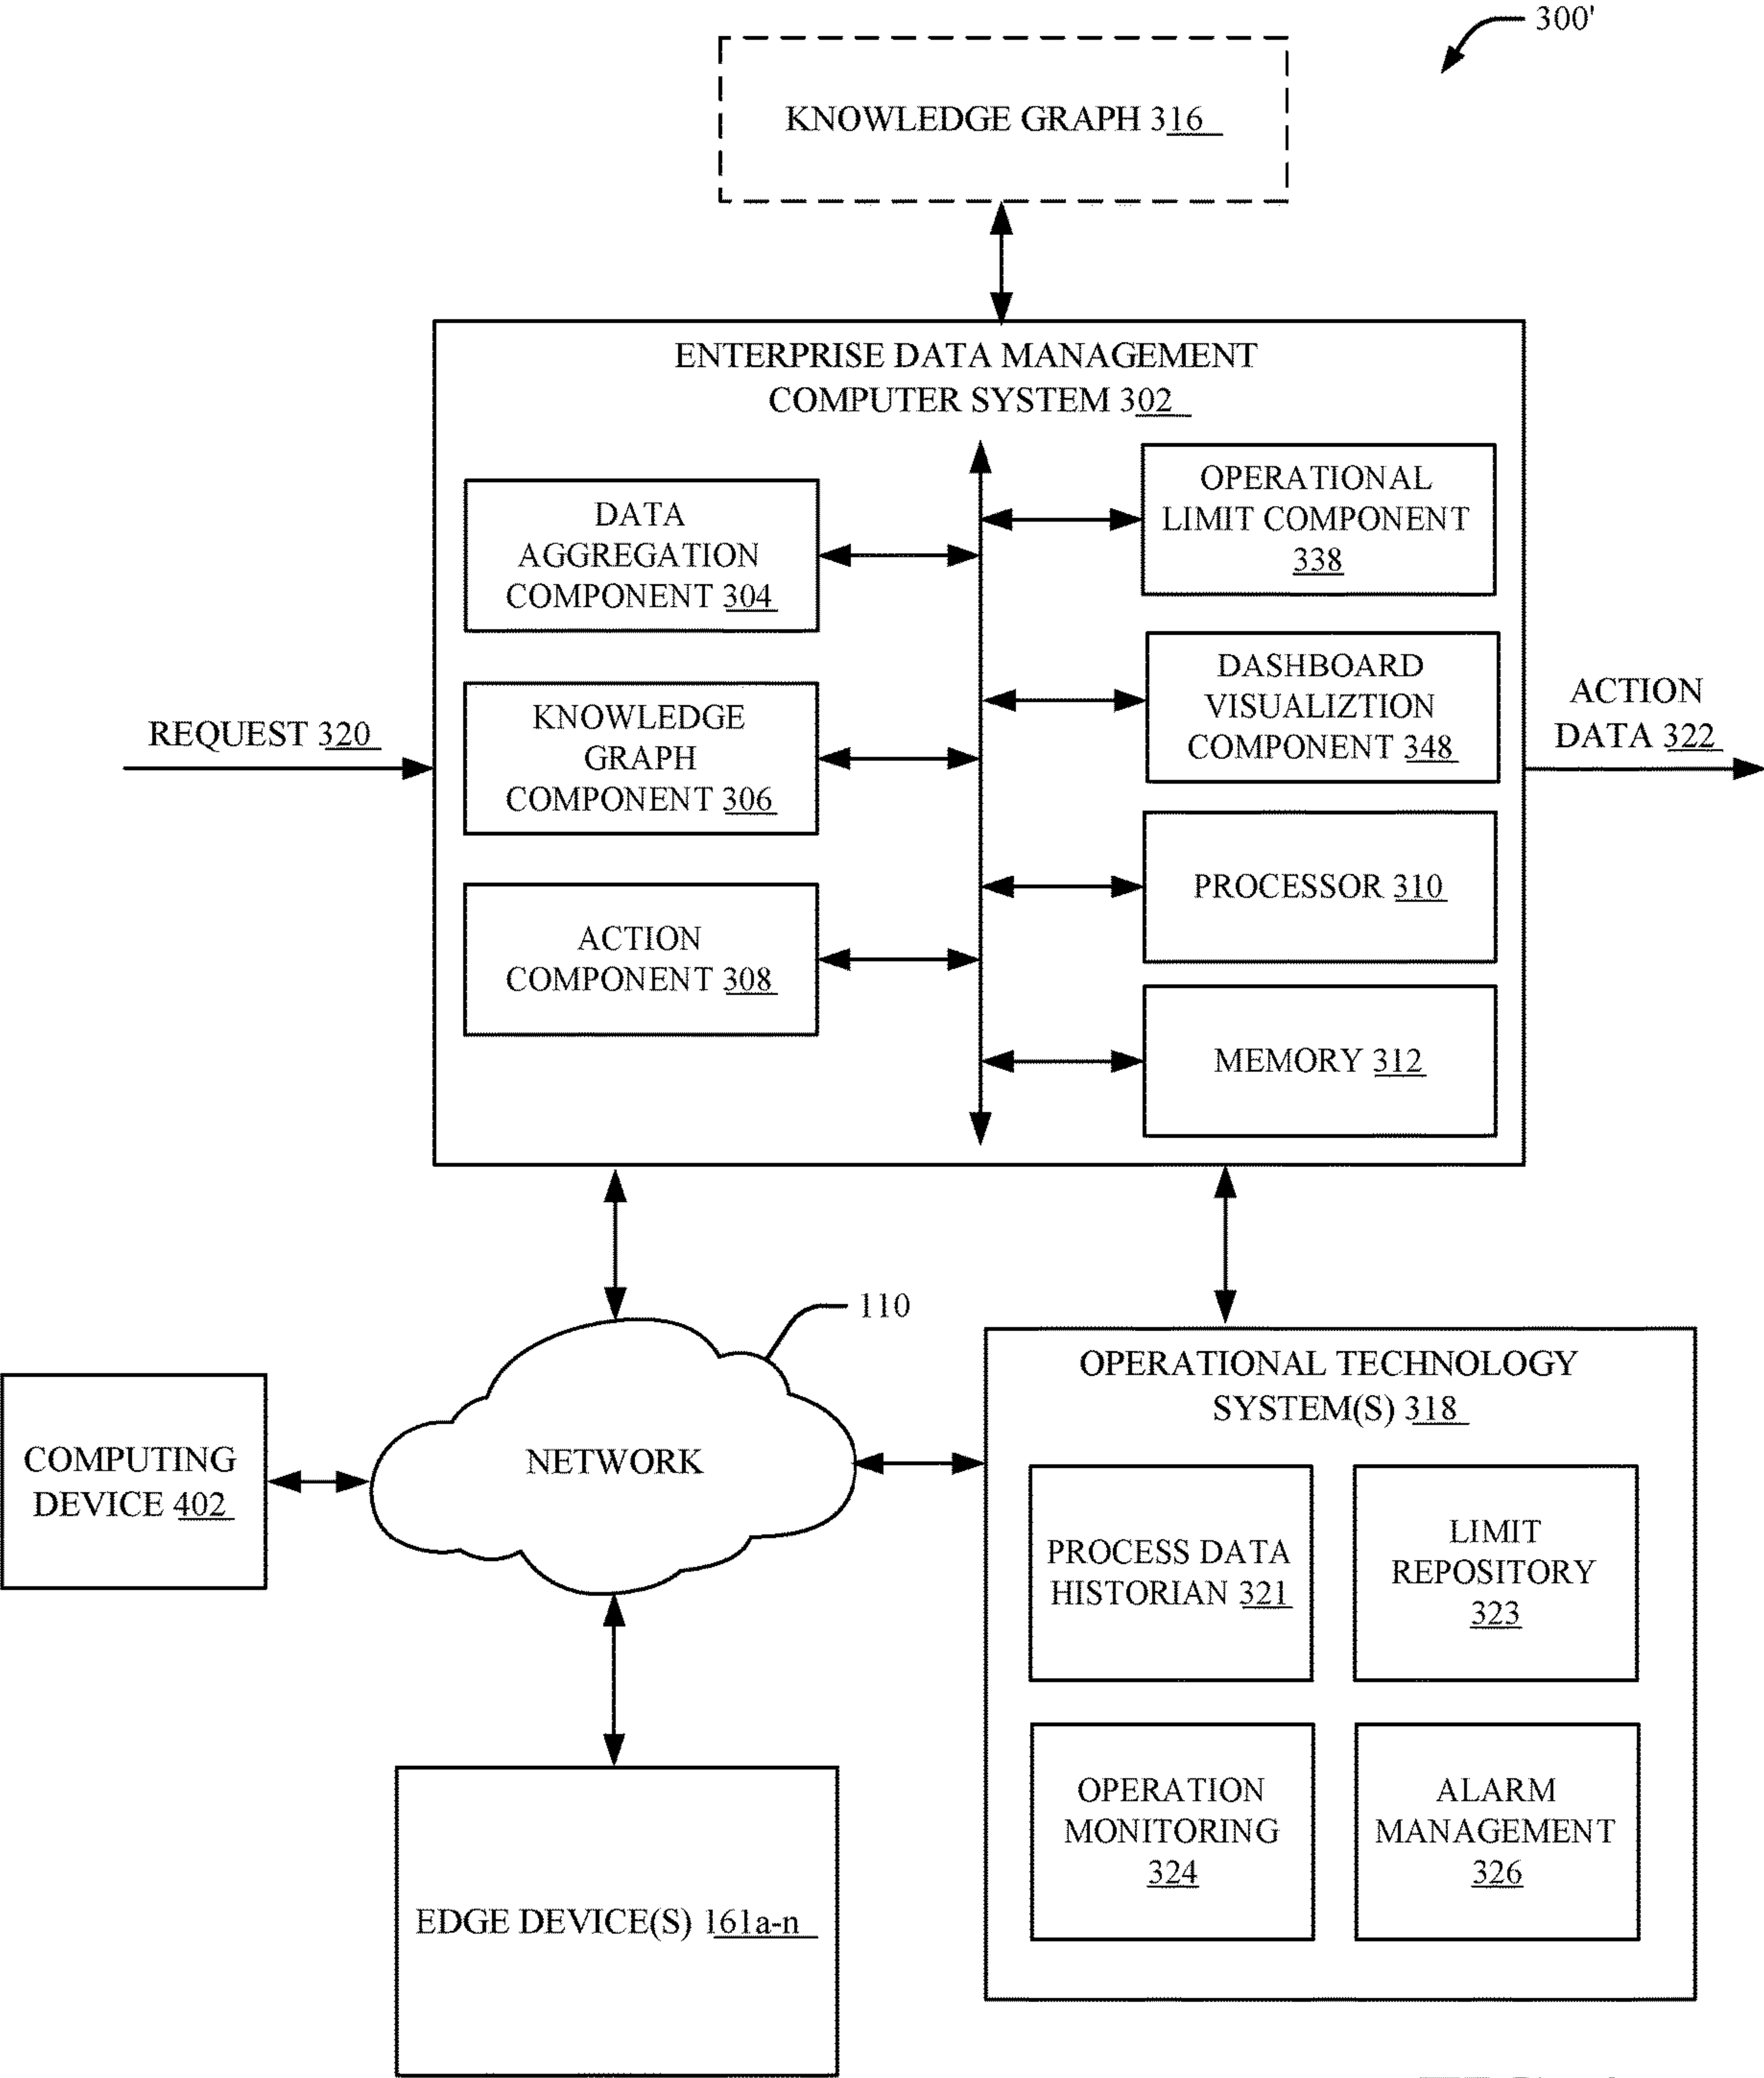 300'
KNOWLEDGE GRAPH 316
ENTERPRISE DATA MANAGEMENT
COMPUTER SYSTEM 302
DATA
AGGREGATION
COMPONENT 304
OPERATIONAL
LIMIT COMPONENT
338
KNOWLEDGE
GRAPH
COMPONENT 306
DASHBOARD
VISUALIZTION
COMPONENT 348
REQUEST 320
ACTION
DATA 322
PROCESSOR 310
ACTION
COMPONENT 308
MEMORY 312
110
NETWORK
COMPUTING
DEVICE 402
OPERATIONAL TECHNOLOGY
SYSTEM(S) 318
PROCESS DATA
HISTORIAN 321
LIMIT
REPOSITORY
323
OPERATION
MONITORING
324
ALARM
MANAGEMENT
326
EDGE DEVICE(S) 161a-n